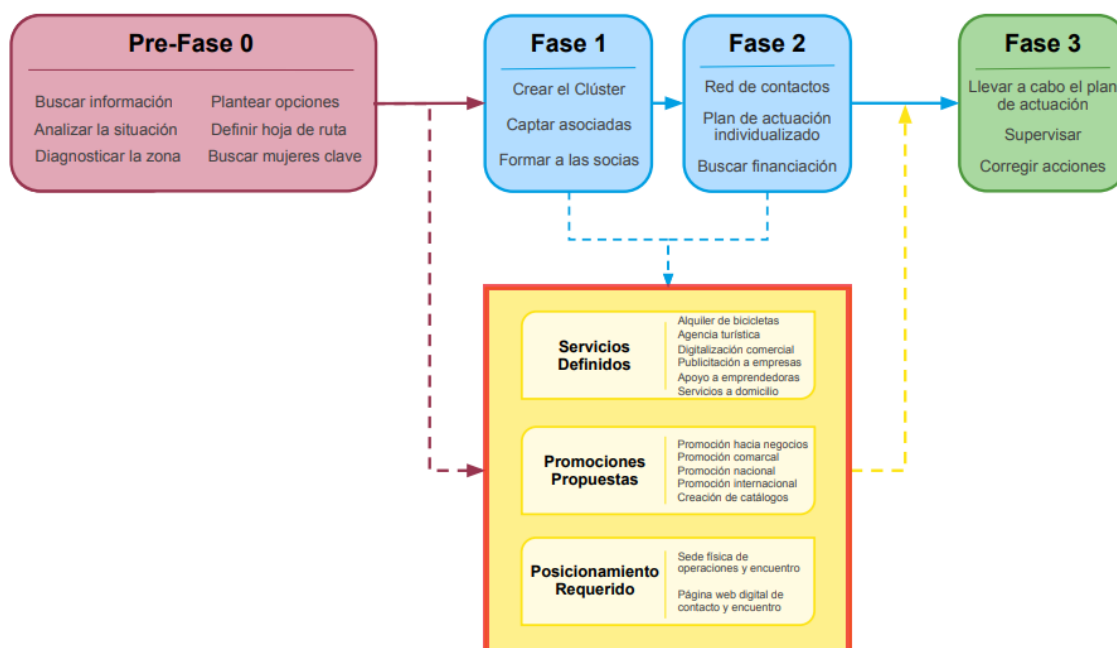 Pre-Fase 0
Buscar información
Analizar la situación
Diagnosticar la zona
Plantear opciones
Definir hoja de ruta
Buscar mujeres clave
Fase 1
Crear el Clúster
Captar asociadas
Formar a las socias
Fase 2
Red de contactos
Plan de actuación
individualizado
Buscar financiación
Fase 3
Llevar a cabo el plan
de actuación
Supervisar
Corregir acciones
Servicios
Definidos
Alquiler de bicicletas
Agencia turística
Digitalización comercial
Publicitación a empresas
Apoyo a emprendedoras
Servicios a domicilio
Promociones
Propuestas
Promoción hacia negocios
Promoción comarcal
Promoción nacional
Promoción internacional
Creación de catálogos
Posicionamiento
Requerido
Sede física de
operaciones y encuentro
Página web digital de
contacto y encuentro